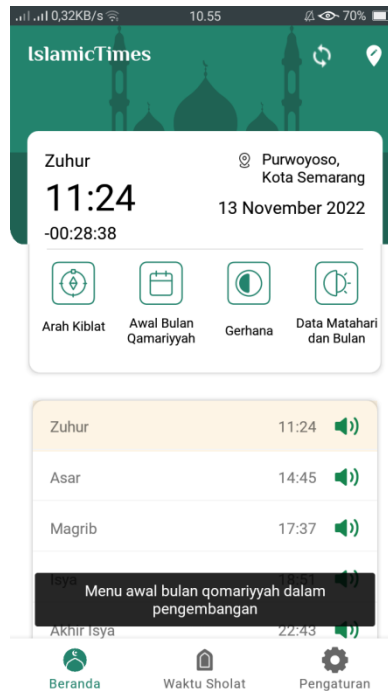 0,32KB/s 10.55 70%
IslamicTimes
Zuhur
Purwoyoso,
Kota Semarang
11:24
13 November 2022
-00:28:38
Arah Kiblat
Awal Bulan
Qamariyyah
Gerhana
Data Matahari
dan Bulan
Zuhur 11:24
Asar 14:45
Magrib 17:37
Isya 18:51
Menu awal bulan qomariyyah dalam
pengembangan
Akhir Isya 22:43
Beranda Waktu Sholat Pengaturan